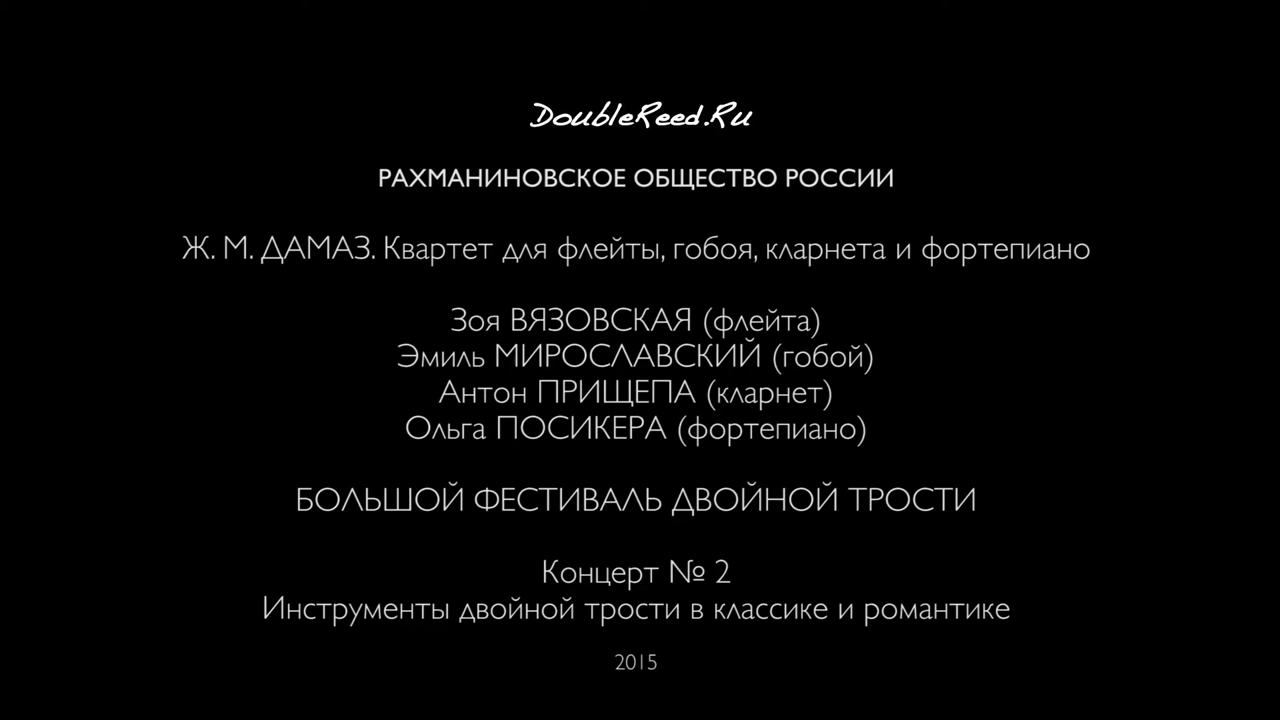 DoubleReed.Ru
РАХМАНИНОВСКОЕ ОБЩЕСТВО РОССИИ
Ж. М. ДАМАЗ. Квартет для флейты, гобоя, кларнета и фортепиано
Зоя ВЯЗОВСКАЯ (флейта)
Эмиль МИРОСЛАВСКИЙ (гобой)
Антон ПРИЩЕПА (кларнет)
Ольга ПОСИКЕРА (фортепиано)
БОЛЬШОЙ ФЕСТИВАЛЬ ДВОЙНОЙ ТРОСТИ
Концерт № 2
Инструменты двойной трости в классике и романтике
2015